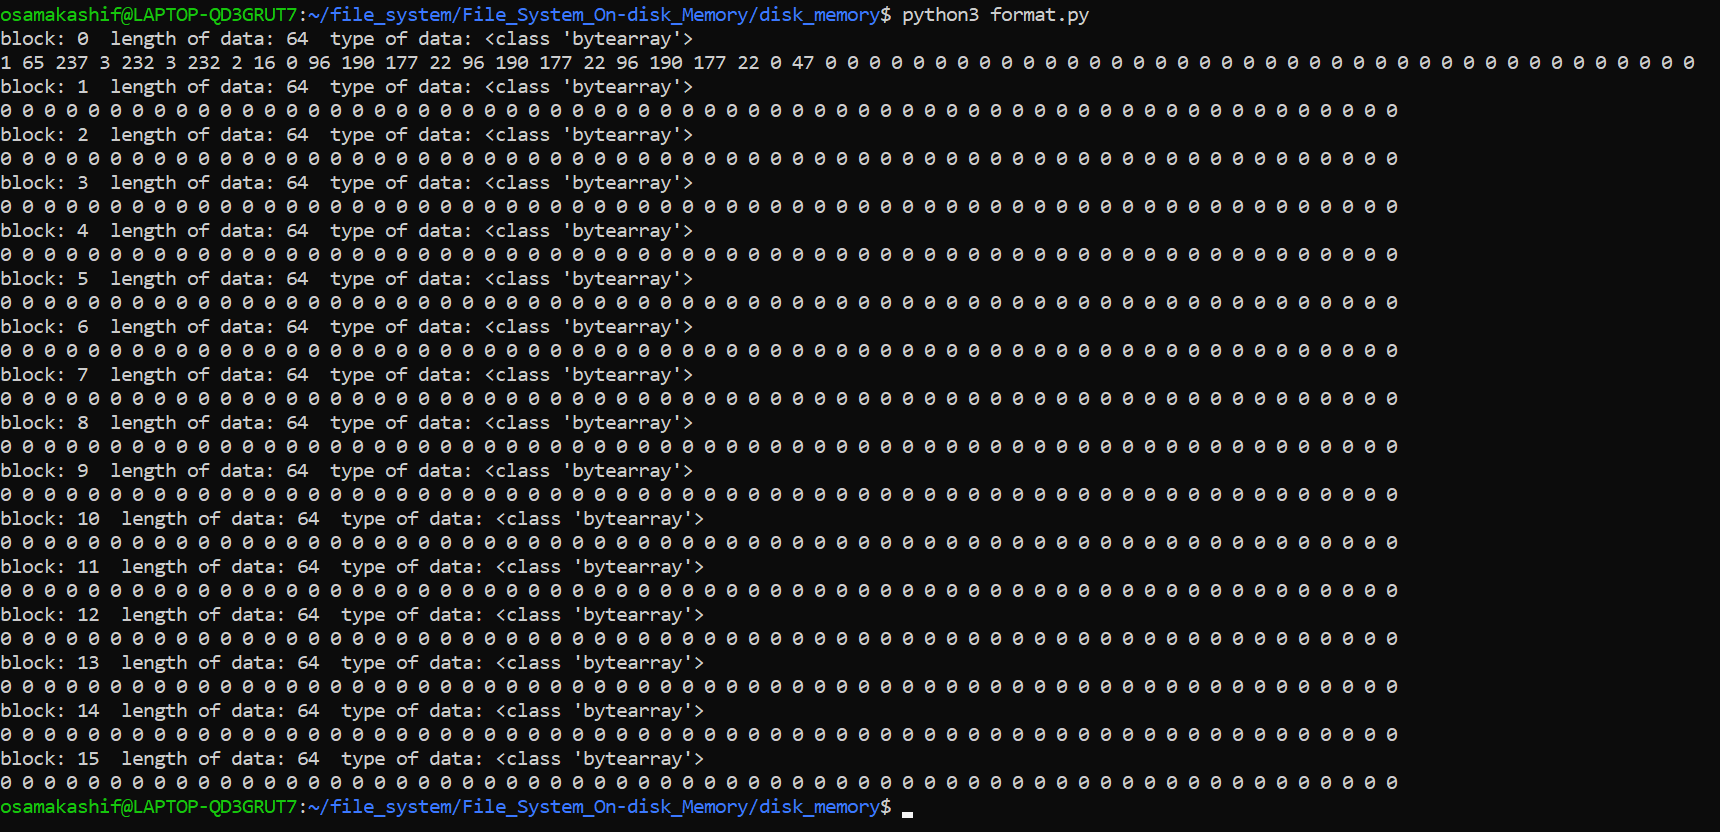 osamakashif@LAPTOP-QD3GRUT7:~/file_system/File_System_On-disk_Memory/disk_memory$ python3 format.py
block: 0  length of data: 64  type of data: <class 'bytearray'>
1 65 237 3 232 3 232 2 16 0 96 190 177 22 96 190 177 22 96 190 177 22 0 47 0 0 0 0 0 0 0 0 0 0 0 0 0 0 0 0 0 0 0 0 0 0 0 0 0 0 0 0 0 0 0 0 0 0 0 0 0 0 0 0
block: 1  length of data: 64  type of data: <class 'bytearray'>
0 0 0 0 0 0 0 0 0 0 0 0 0 0 0 0 0 0 0 0 0 0 0 0 0 0 0 0 0 0 0 0 0 0 0 0 0 0 0 0 0 0 0 0 0 0 0 0 0 0 0 0 0 0 0 0 0 0 0 0 0 0 0 0
block: 2  length of data: 64  type of data: <class 'bytearray'>
0 0 0 0 0 0 0 0 0 0 0 0 0 0 0 0 0 0 0 0 0 0 0 0 0 0 0 0 0 0 0 0 0 0 0 0 0 0 0 0 0 0 0 0 0 0 0 0 0 0 0 0 0 0 0 0 0 0 0 0 0 0 0 0
block: 3  length of data: 64  type of data: <class 'bytearray'>
0 0 0 0 0 0 0 0 0 0 0 0 0 0 0 0 0 0 0 0 0 0 0 0 0 0 0 0 0 0 0 0 0 0 0 0 0 0 0 0 0 0 0 0 0 0 0 0 0 0 0 0 0 0 0 0 0 0 0 0 0 0 0 0
block: 4  length of data: 64  type of data: <class 'bytearray'>
0 0 0 0 0 0 0 0 0 0 0 0 0 0 0 0 0 0 0 0 0 0 0 0 0 0 0 0 0 0 0 0 0 0 0 0 0 0 0 0 0 0 0 0 0 0 0 0 0 0 0 0 0 0 0 0 0 0 0 0 0 0 0 0
block: 5  length of data: 64  type of data: <class 'bytearray'>
0 0 0 0 0 0 0 0 0 0 0 0 0 0 0 0 0 0 0 0 0 0 0 0 0 0 0 0 0 0 0 0 0 0 0 0 0 0 0 0 0 0 0 0 0 0 0 0 0 0 0 0 0 0 0 0 0 0 0 0 0 0 0 0
block: 6  length of data: 64  type of data: <class 'bytearray'>
0 0 0 0 0 0 0 0 0 0 0 0 0 0 0 0 0 0 0 0 0 0 0 0 0 0 0 0 0 0 0 0 0 0 0 0 0 0 0 0 0 0 0 0 0 0 0 0 0 0 0 0 0 0 0 0 0 0 0 0 0 0 0 0
block: 7  length of data: 64  type of data: <class 'bytearray'>
0 0 0 0 0 0 0 0 0 0 0 0 0 0 0 0 0 0 0 0 0 0 0 0 0 0 0 0 0 0 0 0 0 0 0 0 0 0 0 0 0 0 0 0 0 0 0 0 0 0 0 0 0 0 0 0 0 0 0 0 0 0 0 0
block: 8  length of data: 64  type of data: <class 'bytearray'>
0 0 0 0 0 0 0 0 0 0 0 0 0 0 0 0 0 0 0 0 0 0 0 0 0 0 0 0 0 0 0 0 0 0 0 0 0 0 0 0 0 0 0 0 0 0 0 0 0 0 0 0 0 0 0 0 0 0 0 0 0 0 0 0
block: 9  length of data: 64  type of data: <class 'bytearray'>
0 0 0 0 0 0 0 0 0 0 0 0 0 0 0 0 0 0 0 0 0 0 0 0 0 0 0 0 0 0 0 0 0 0 0 0 0 0 0 0 0 0 0 0 0 0 0 0 0 0 0 0 0 0 0 0 0 0 0 0 0 0 0 0
block: 10  length of data: 64  type of data: <class 'bytearray'>
0 0 0 0 0 0 0 0 0 0 0 0 0 0 0 0 0 0 0 0 0 0 0 0 0 0 0 0 0 0 0 0 0 0 0 0 0 0 0 0 0 0 0 0 0 0 0 0 0 0 0 0 0 0 0 0 0 0 0 0 0 0 0 0
block: 11  length of data: 64  type of data: <class 'bytearray'>
0 0 0 0 0 0 0 0 0 0 0 0 0 0 0 0 0 0 0 0 0 0 0 0 0 0 0 0 0 0 0 0 0 0 0 0 0 0 0 0 0 0 0 0 0 0 0 0 0 0 0 0 0 0 0 0 0 0 0 0 0 0 0 0
block: 12  length of data: 64  type of data: <class 'bytearray'>
0 0 0 0 0 0 0 0 0 0 0 0 0 0 0 0 0 0 0 0 0 0 0 0 0 0 0 0 0 0 0 0 0 0 0 0 0 0 0 0 0 0 0 0 0 0 0 0 0 0 0 0 0 0 0 0 0 0 0 0 0 0 0 0
block: 13  length of data: 64  type of data: <class 'bytearray'>
0 0 0 0 0 0 0 0 0 0 0 0 0 0 0 0 0 0 0 0 0 0 0 0 0 0 0 0 0 0 0 0 0 0 0 0 0 0 0 0 0 0 0 0 0 0 0 0 0 0 0 0 0 0 0 0 0 0 0 0 0 0 0 0
block: 14  length of data: 64  type of data: <class 'bytearray'>
0 0 0 0 0 0 0 0 0 0 0 0 0 0 0 0 0 0 0 0 0 0 0 0 0 0 0 0 0 0 0 0 0 0 0 0 0 0 0 0 0 0 0 0 0 0 0 0 0 0 0 0 0 0 0 0 0 0 0 0 0 0 0 0
block: 15  length of data: 64  type of data: <class 'bytearray'>
0 0 0 0 0 0 0 0 0 0 0 0 0 0 0 0 0 0 0 0 0 0 0 0 0 0 0 0 0 0 0 0 0 0 0 0 0 0 0 0 0 0 0 0 0 0 0 0 0 0 0 0 0 0 0 0 0 0 0 0 0 0 0 0
osamakashif@LAPTOP-QD3GRUT7:~/file_system/File_System_On-disk_Memory/disk_memory$